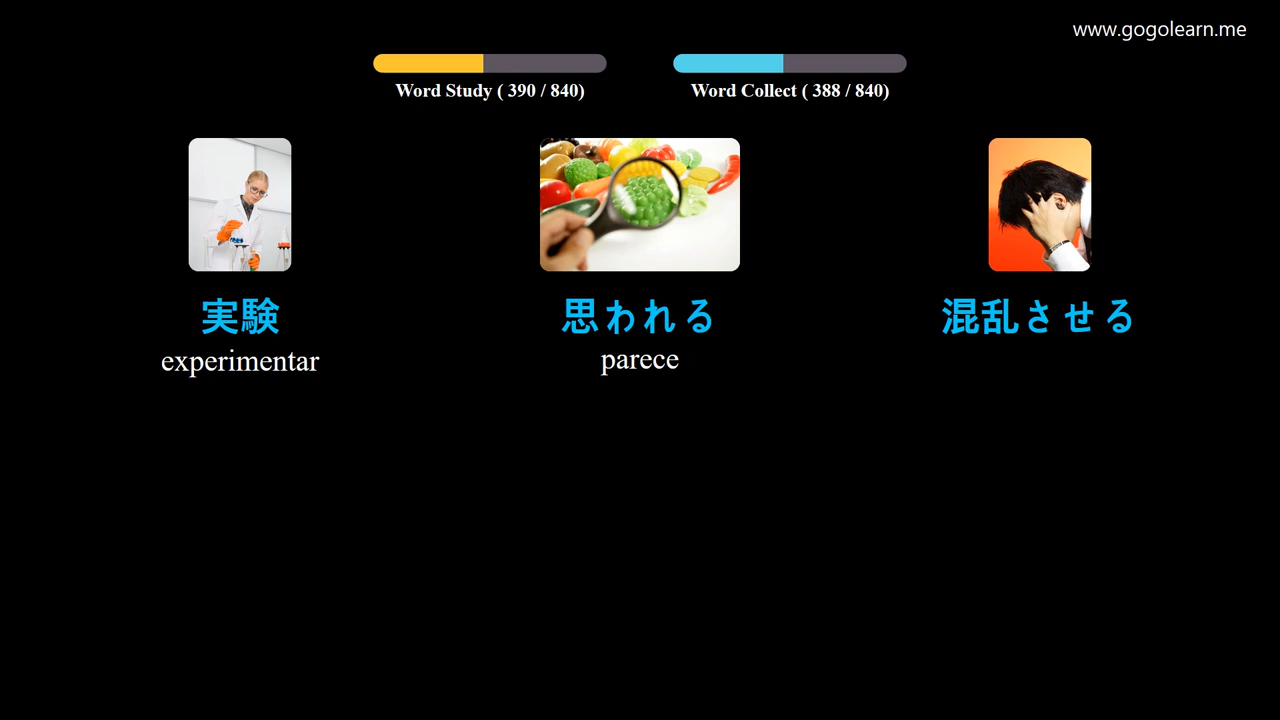 www.gogolearn.me
Word Study ( 390 / 840)
Word Collect ( 388 / 840)
実験
experimentar
思われる
parece
混乱させる